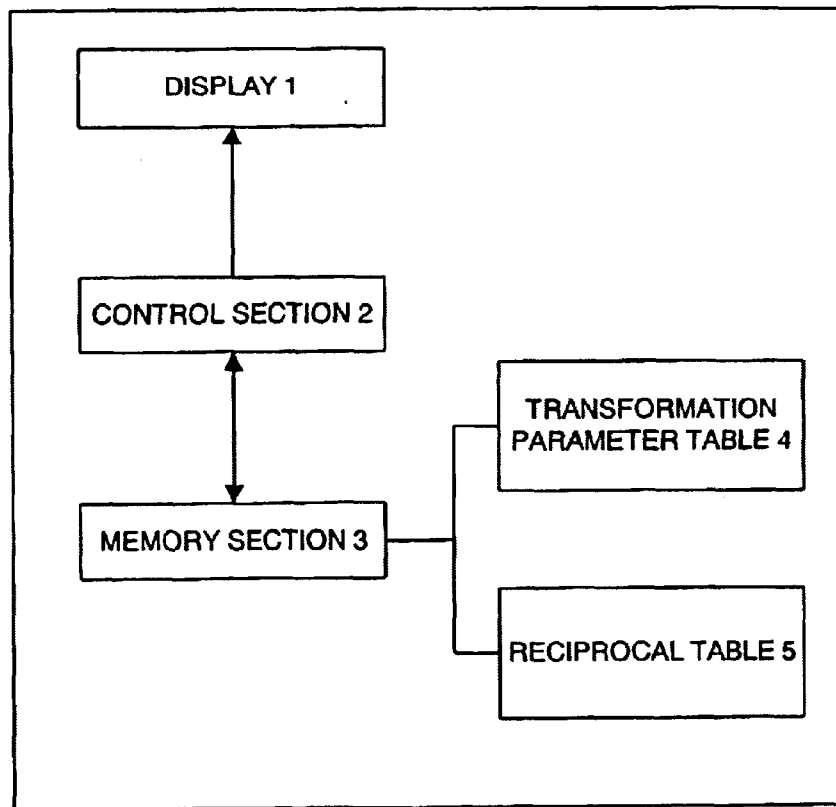 DISPLAY 1
CONTROL SECTION 2
TRANSFORMATION
PARAMETER TABLE 4
MEMORY SECTION 3
RECIPROCAL TABLE 5